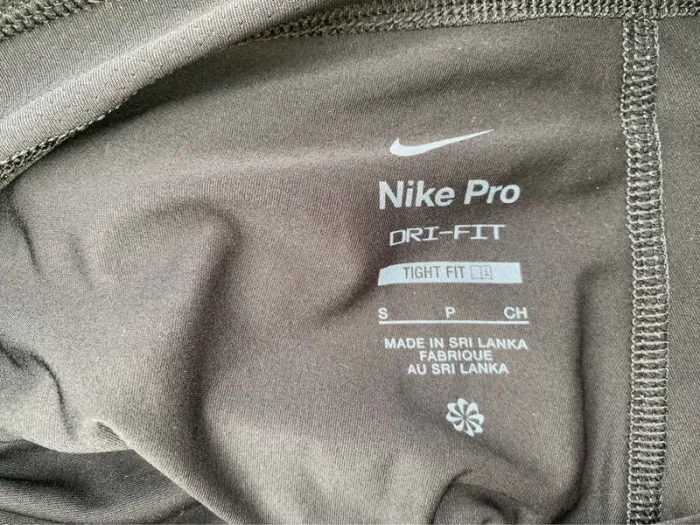 Nike Pro
DRI-FIT
TIGHT FIT
S P CH
MADE IN SRI LANKA
FABRIQUE
AU SRI LANKA